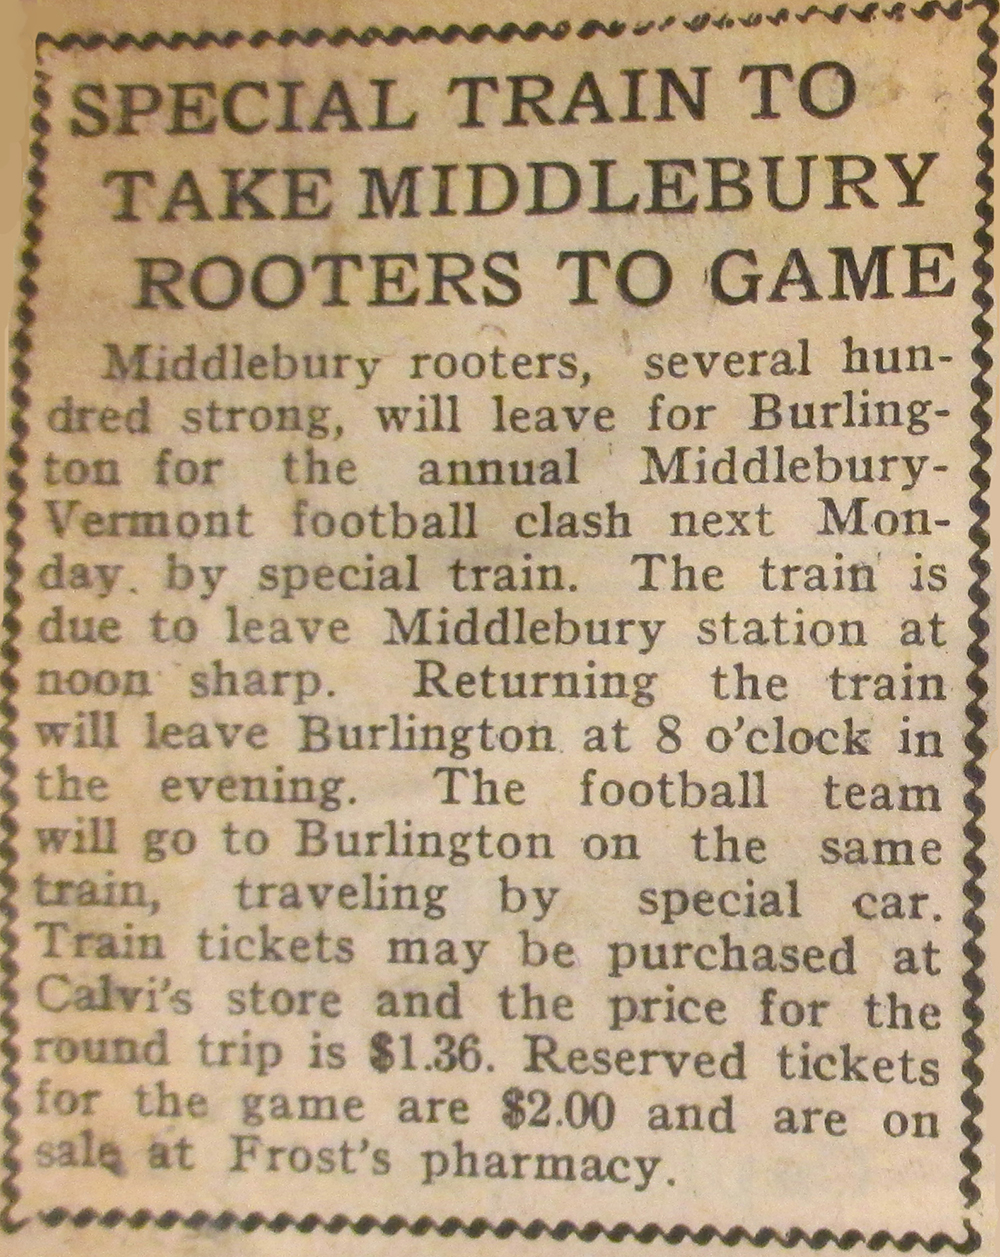 SPECIAL TRAIN TO
TAKE MIDDLEBURY
ROOTERS TO GAME
Middlebury rooters, several hun-
dred strong, will leave for Burling-
ton for the annual Middlebury-
Vermont football clash next Mon-
day by special train. The train is
due to leave Middlebury station at
noon sharp. Returning the train
will leave Burlington at 8 o'clock in
the evening. The football team
will go to Burlington on the same
train, traveling by special car.
Train tickets may be purchased at
Calvi's store and the price for the
round trip is $1.36. Reserved tickets
for the game are $2.00 and are on
sale at Frost's pharmacy.